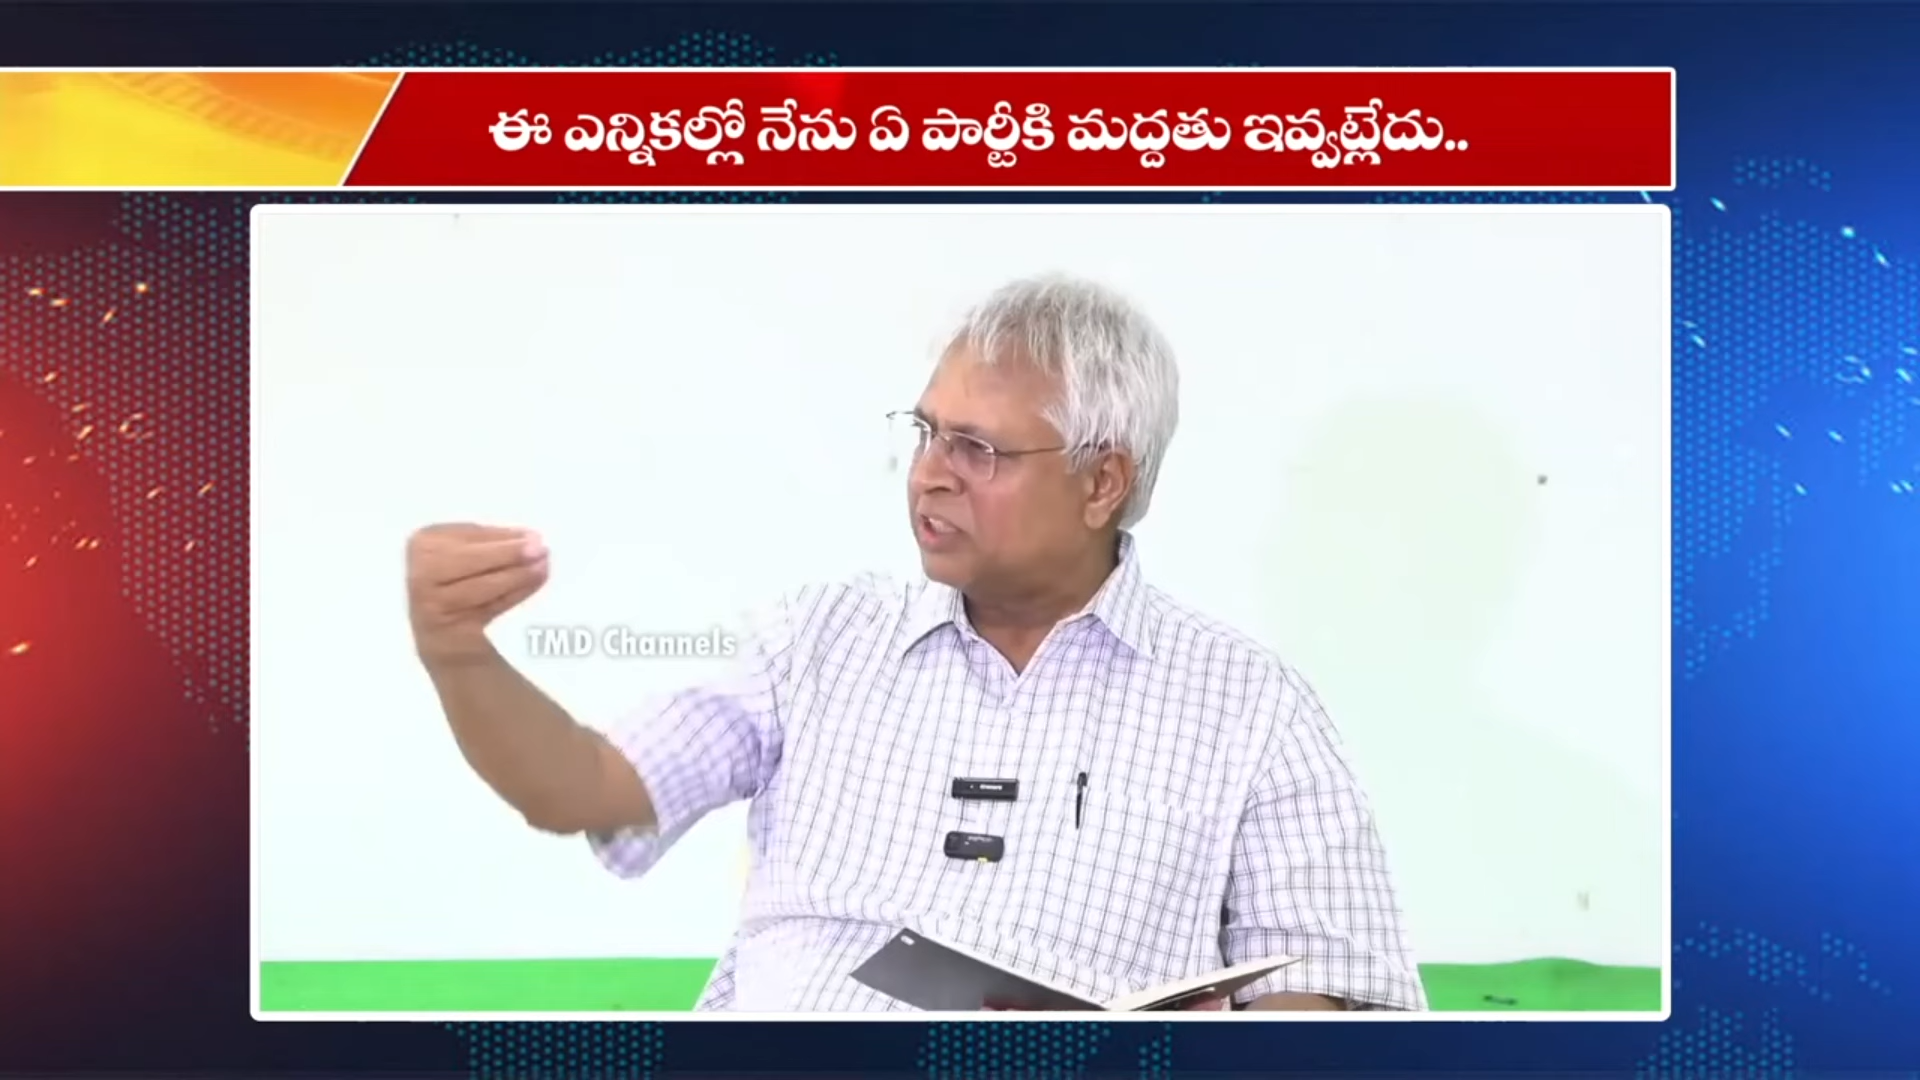 ఈ ఎన్నికల్లో నేను ఏ పార్టీకి మద్దతు ఇవ్వట్లేదు..
TMD Channels